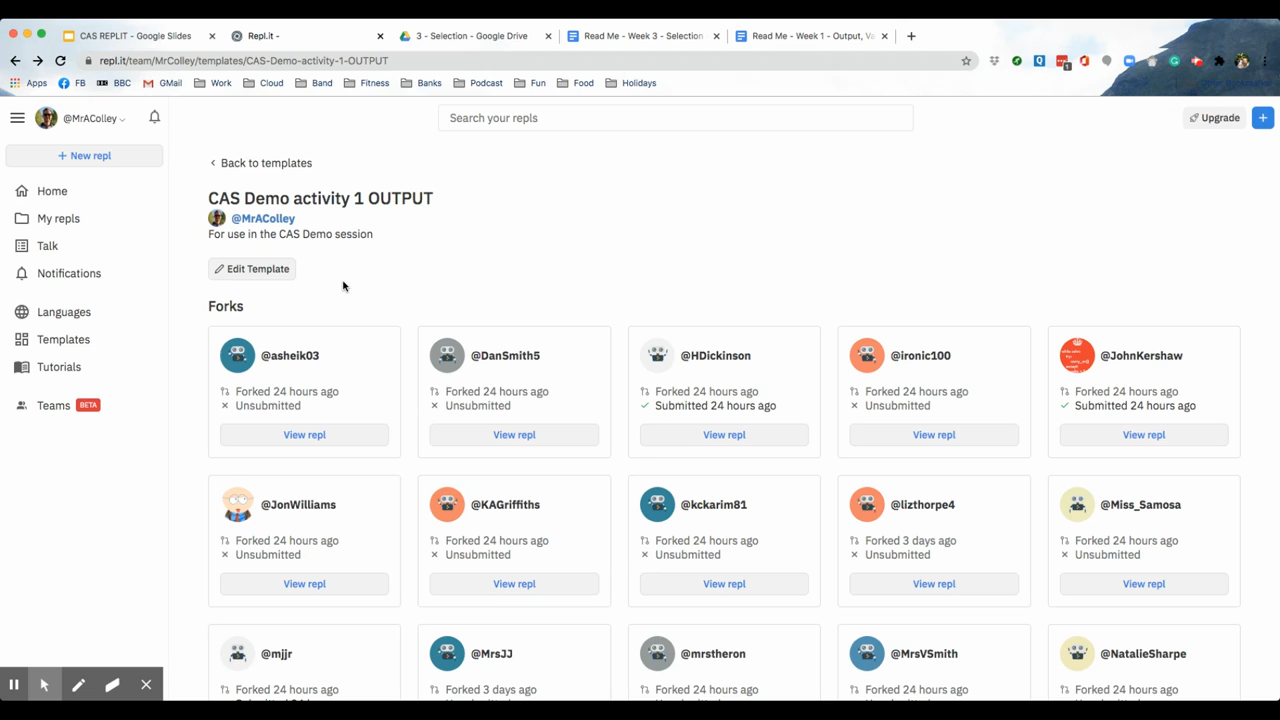 CAS REPLIT - Google Slides
Repl.it -
3 - Selection - Google Drive
Read Me - Week 3 - Selection
Read Me - Week 1 - Output, Va
repl.it/team/MrColley/templates/CAS-Demo-activity-1-OUTPUT
Apps FB BBC GMail Work Cloud Band Fitness Banks Podcast Fun Food Holidays
@MrAColley
Search your repls
Upgrade
+ New repl
Home
My repls
Talk
Notifications
Languages
Templates
Tutorials
Teams BETA
Back to templates
CAS Demo activity 1 OUTPUT
@MrAColley
For use in the CAS Demo session
Edit Template
Forks
@asheik03
Forked 24 hours ago
Unsubmitted
View repl
@DanSmith5
Forked 24 hours ago
Unsubmitted
View repl
@HDickinson
Forked 24 hours ago
Submitted 24 hours ago
View repl
@ironic100
Forked 24 hours ago
Unsubmitted
View repl
@JohnKershaw
Forked 24 hours ago
Submitted 24 hours ago
View repl
@JonWilliams
Forked 24 hours ago
Unsubmitted
View repl
@KAGriffiths
Forked 24 hours ago
Unsubmitted
View repl
@kckarim81
Forked 24 hours ago
Unsubmitted
View repl
@lizthorpe4
Forked 3 days ago
Unsubmitted
View repl
@Miss_Samosa
Forked 24 hours ago
Unsubmitted
View repl
@mjjr
Forked 24 hours ago
@MrsJJ
Forked 3 days ago
@mrstheron
Forked 24 hours ago
@MrsVSmith
Forked 24 hours ago
@NatalieSharpe
Forked 24 hours ago